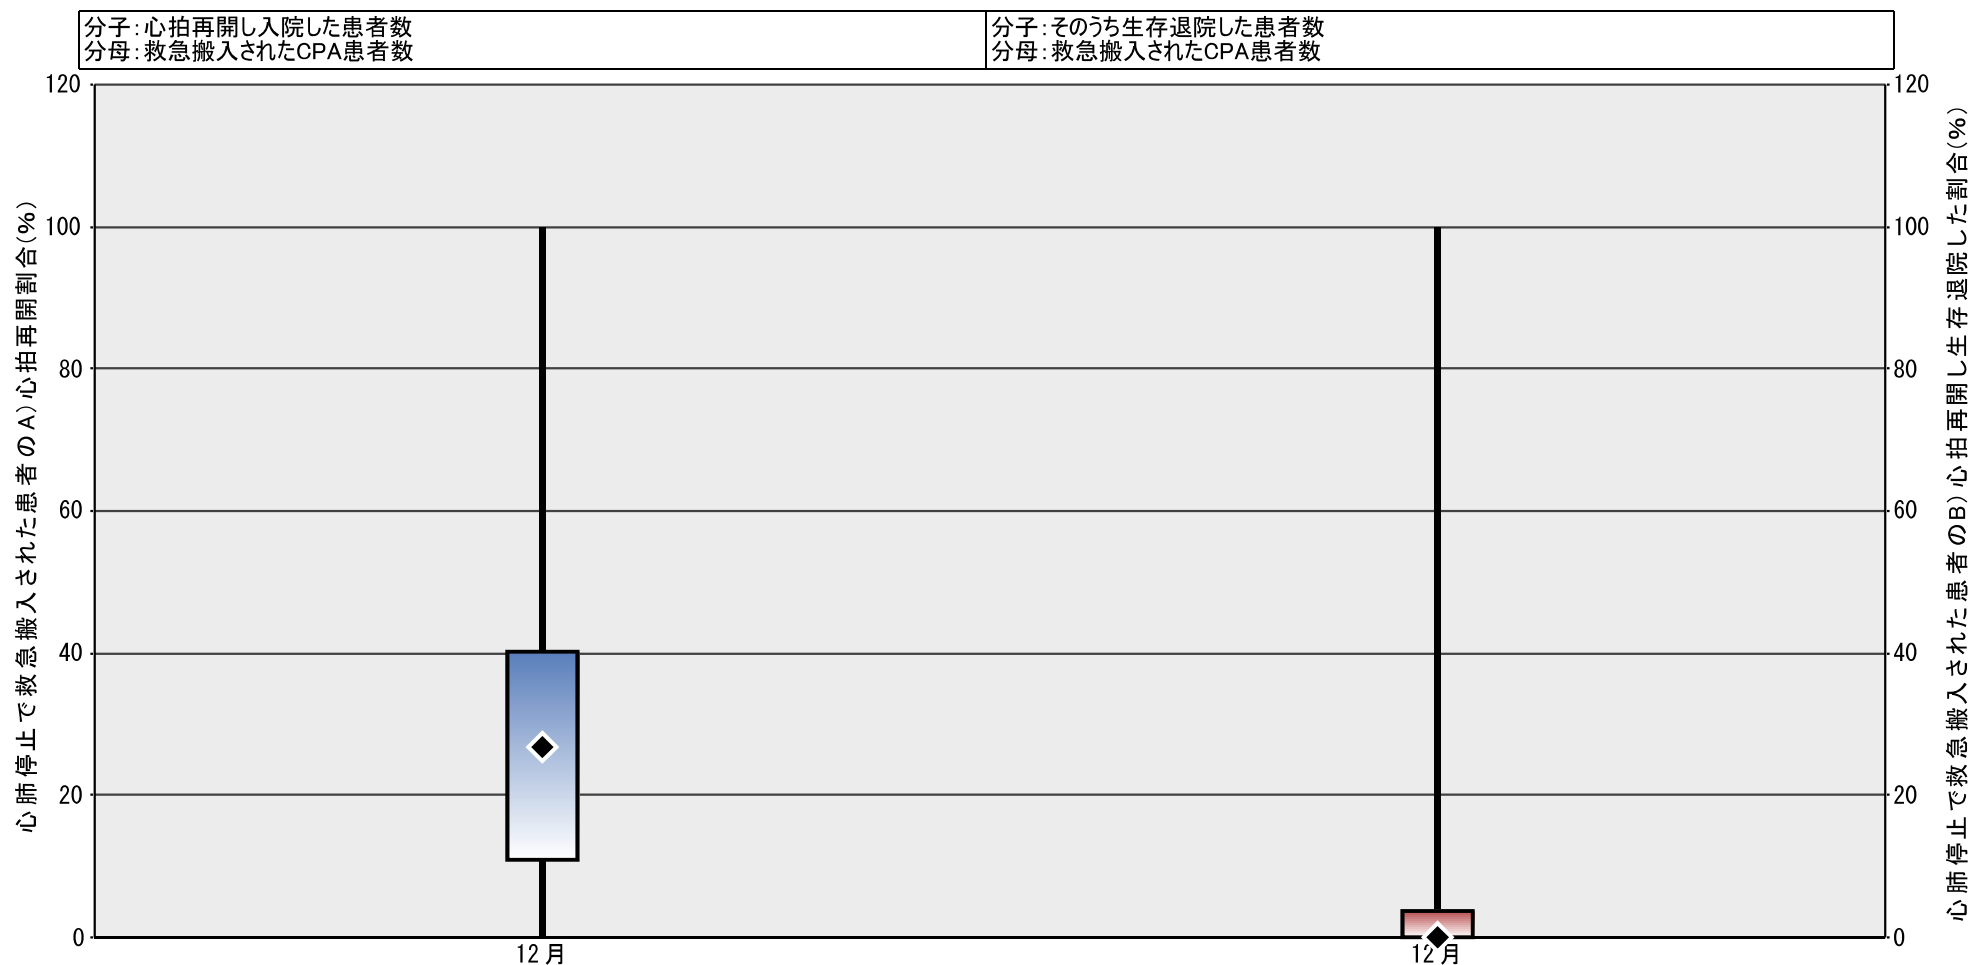 分子：心拍再開し入院した患者数
分母：救急搬入されたCPA患者数
分子：そのうち生存退院した患者数
分母：救急搬入されたCPA患者数
心肺停止で救急搬入された患者のA）心拍再開割合（％）
120
100
80
60
40
20
0
12月
12月
120
100
80
60
40
20
0
心肺停止で救急搬入された患者のB）心拍再開し生存退院した割合（％）